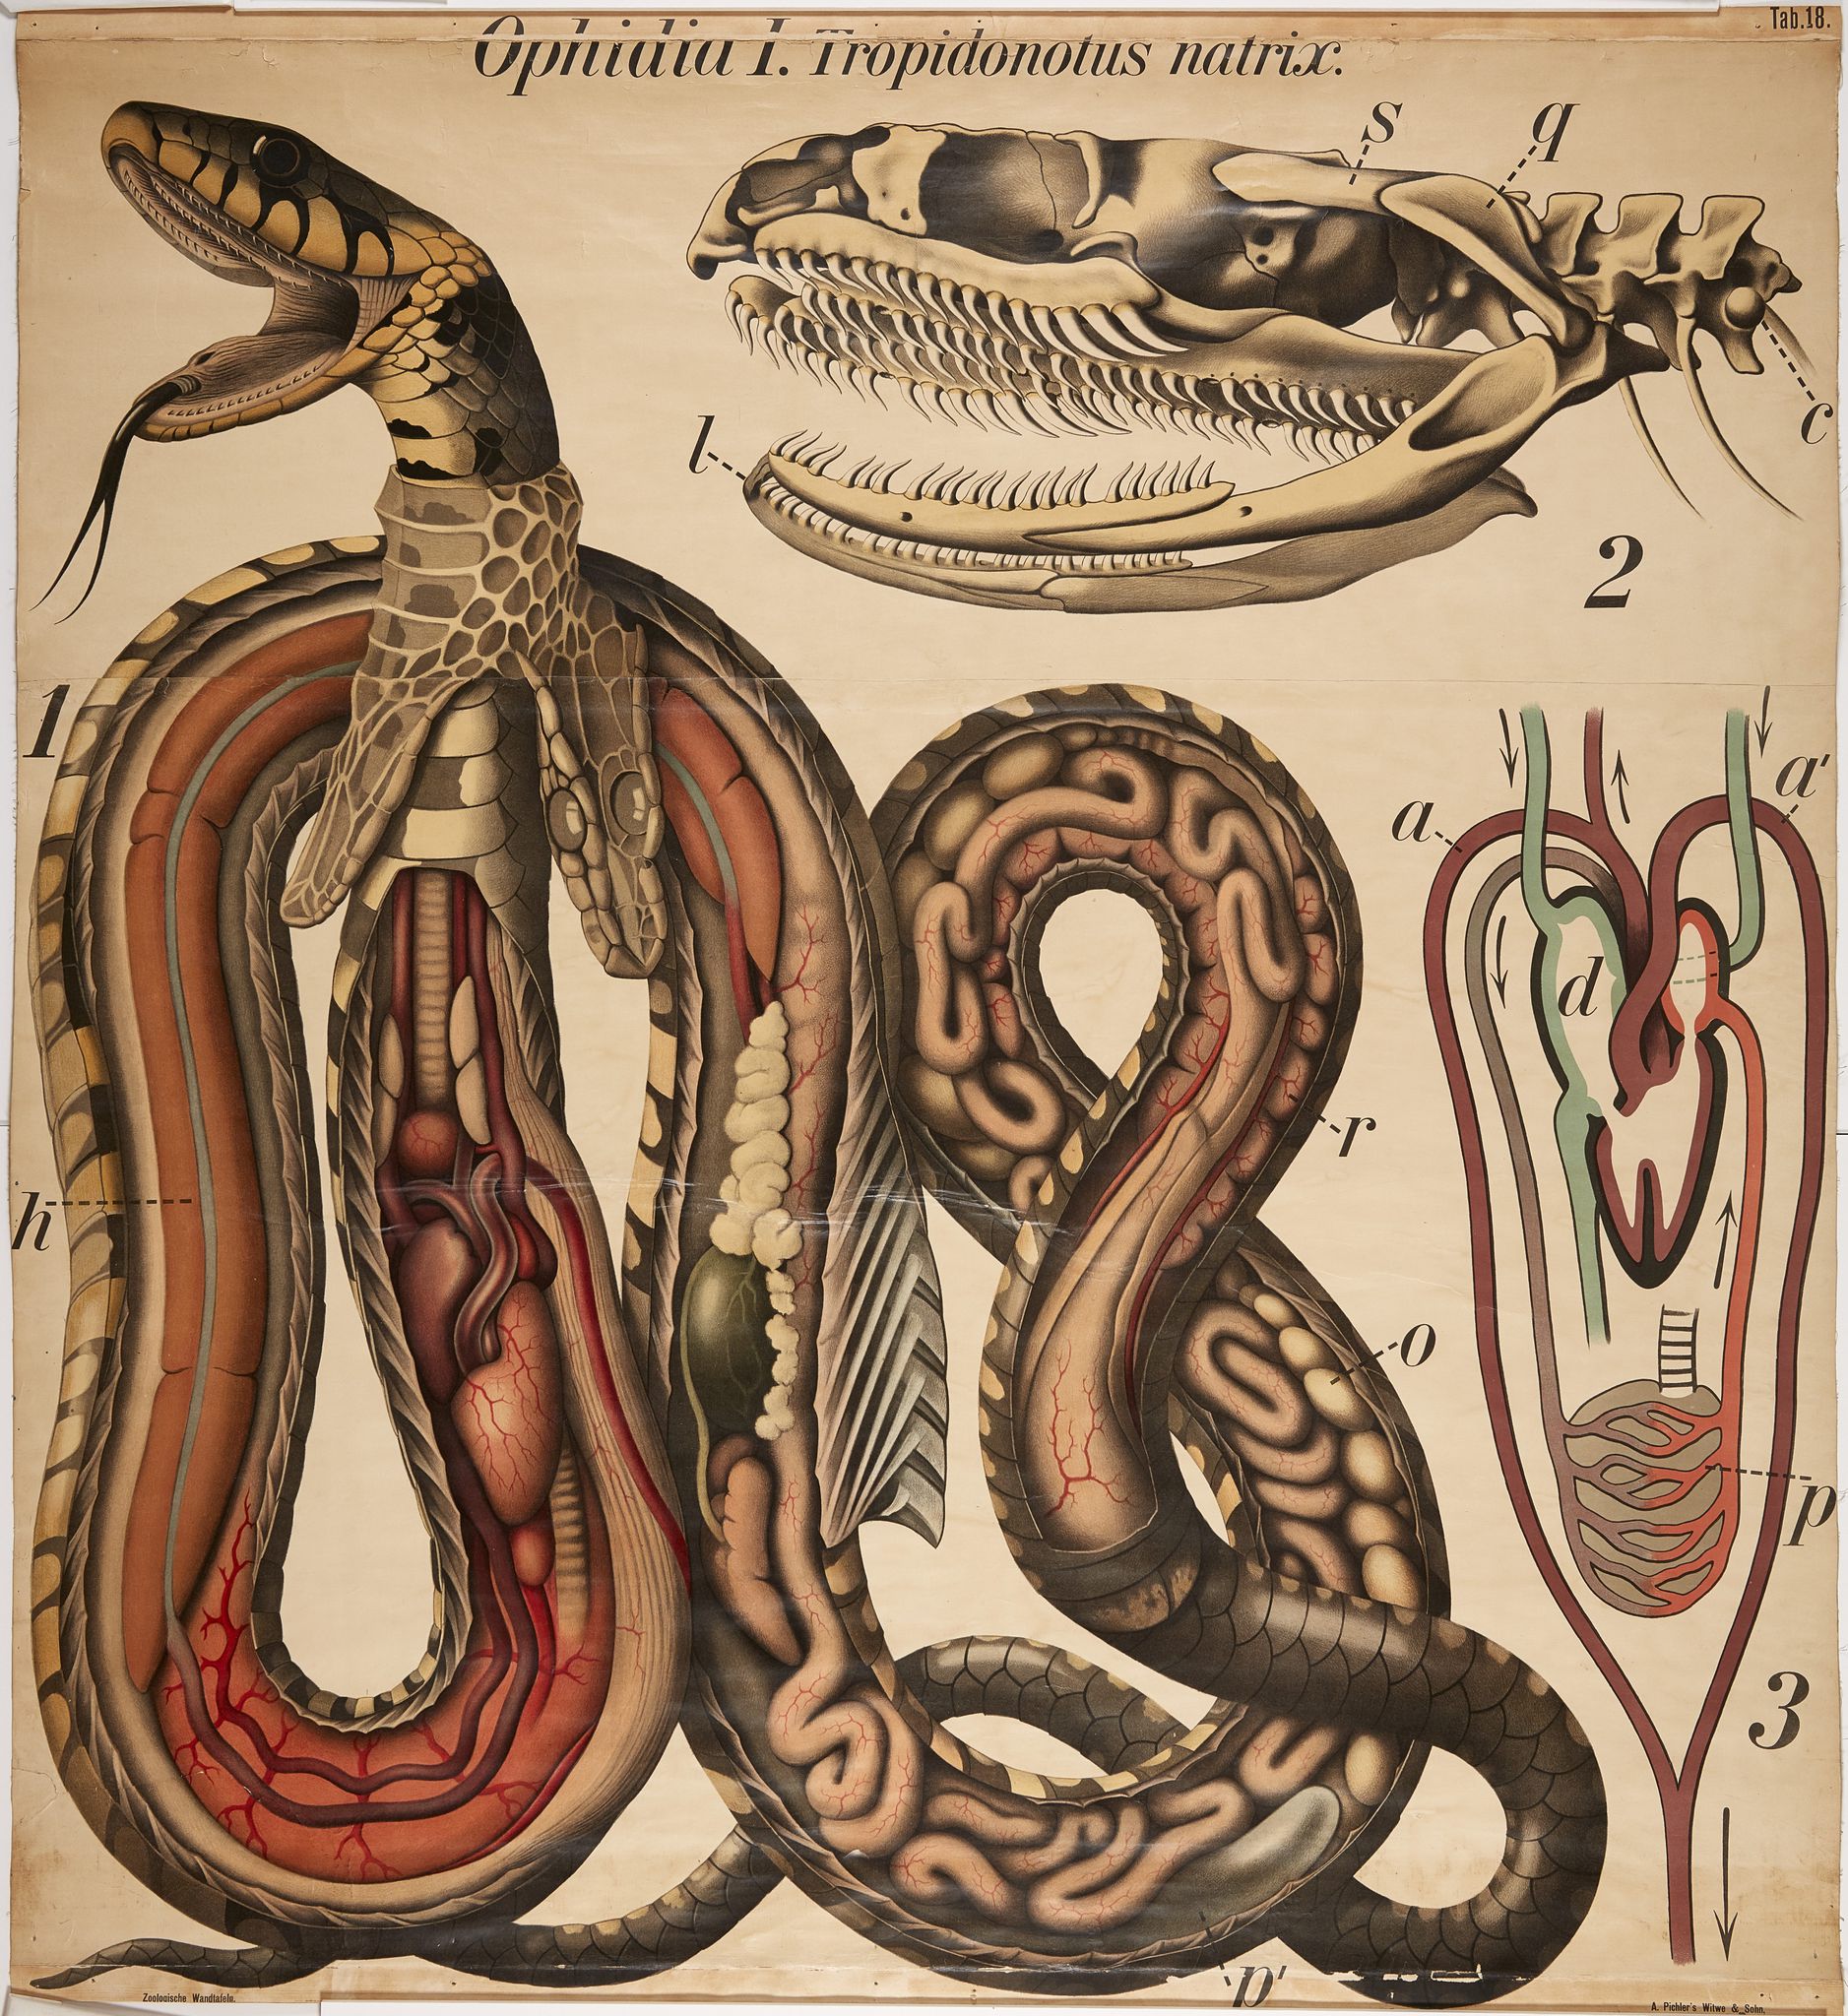 Tab.18.
Ophidia I. Tropidonotus natrix.
s
q
c
l
2
1
a
a'
d
h
r
o
p
3
p'
Zoologische Wandtafeln.
A. Pichler's Witwe & Sohn.